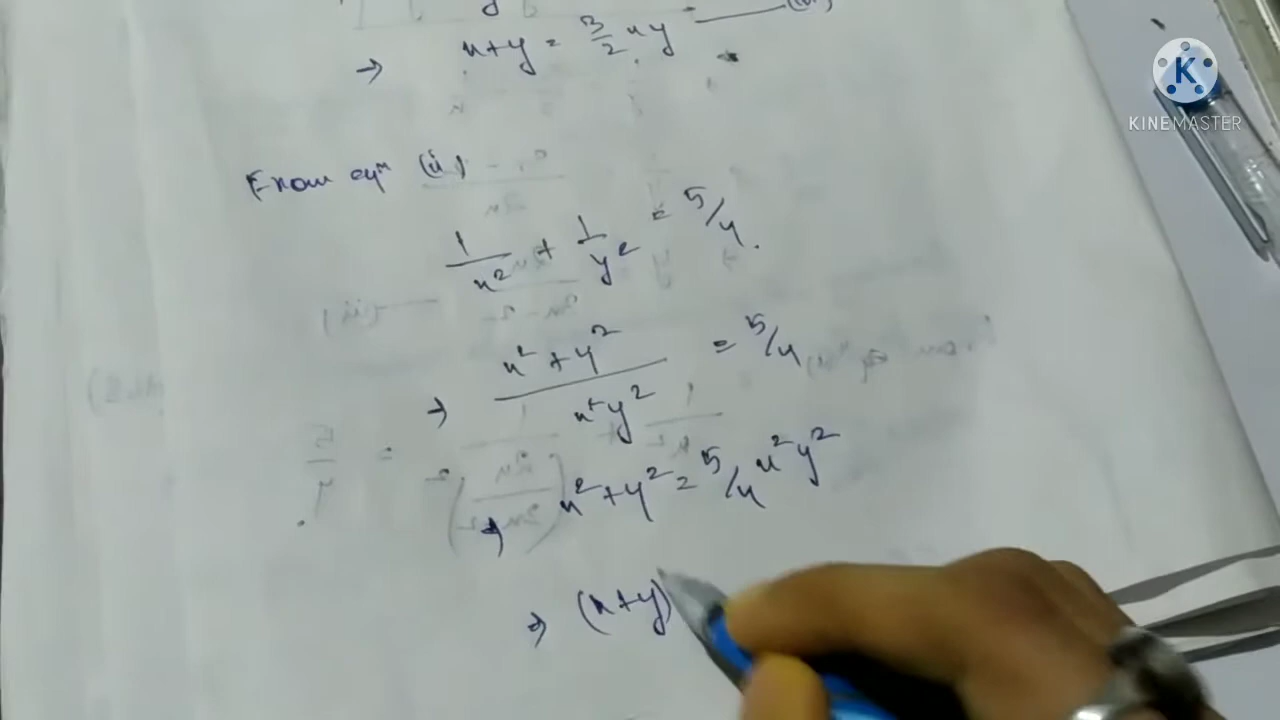 ⇒ x+y = 3/2 xy (iii)
From eqⁿ (ii)
1/x² + 1/y² = 5/4.
⇒ x²+y²/x²y² = 5/4
⇒ x²+y² = 5/4 x²y²
⇒ (x+y)
K
KINEMASTER